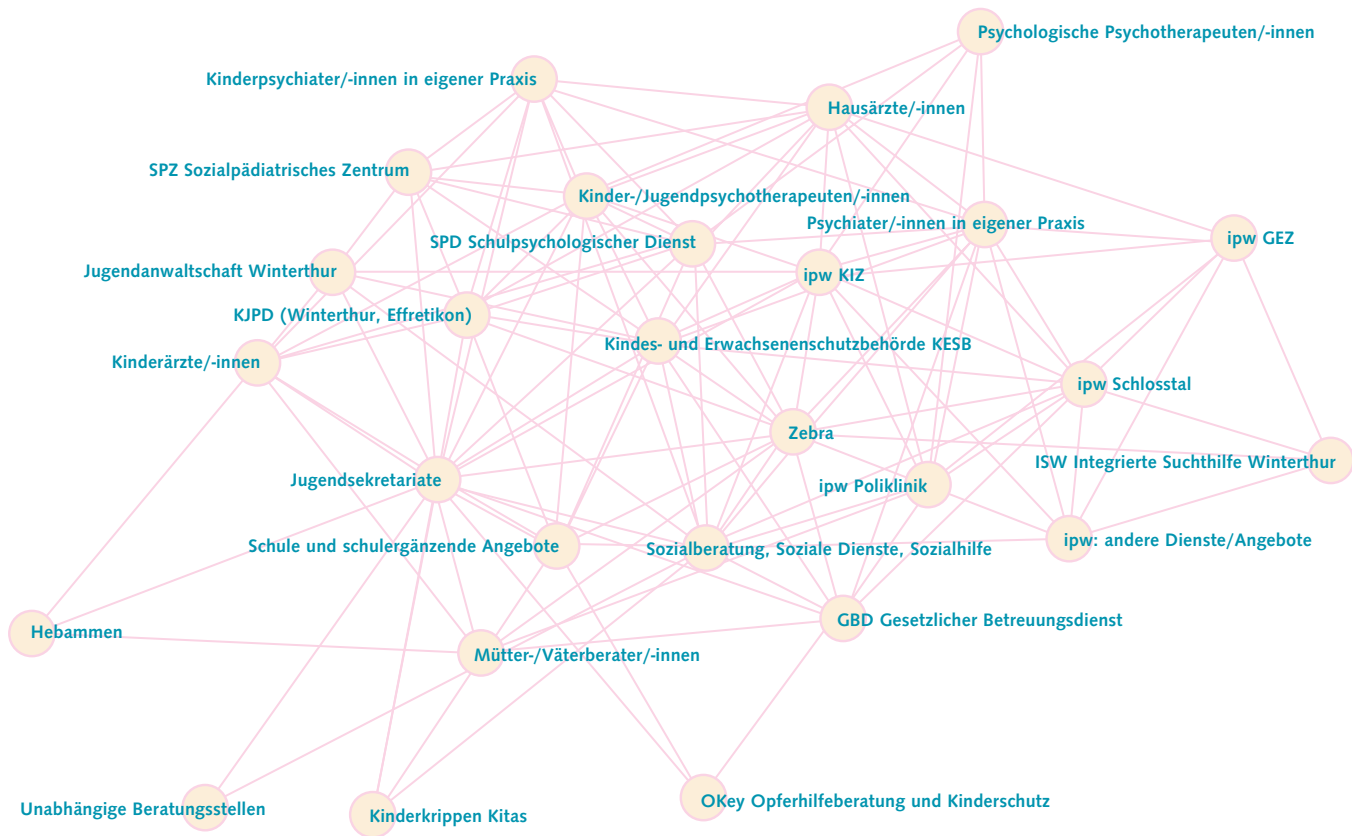 Psychologische Psychotherapeuten/-innen
Kinderpsychiater/-innen in eigener Praxis
Hausärzte/-innen
SPZ Sozialpädiatrisches Zentrum
Kinder-/Jugendpsychotherapeuten/-innen
Psychiater/-innen in eigener Praxis
SPD Schulpsychologischer Dienst
ipw GEZ
Jugendanwaltschaft Winterthur
ipw KIZ
KJPD (Winterthur, Effretikon)
Kindes- und Erwachsenenschutzbehörde KESB
Kinderärzte/-innen
ipw Schlosstal
Zebra
ISW Integrierte Suchthilfe Winterthur
Jugendsekretariate
ipw Poliklinik
ipw: andere Dienste/Angebote
Schule und schulergänzende Angebote
Sozialberatung, Soziale Dienste, Sozialhilfe
GBD Gesetzlicher Betreuungsdienst
Hebammen
Mütter-/Väterberater/-innen
OKey Opferhilfeberatung und Kinderschutz
Unabhängige Beratungsstellen
Kinderkrippen Kitas